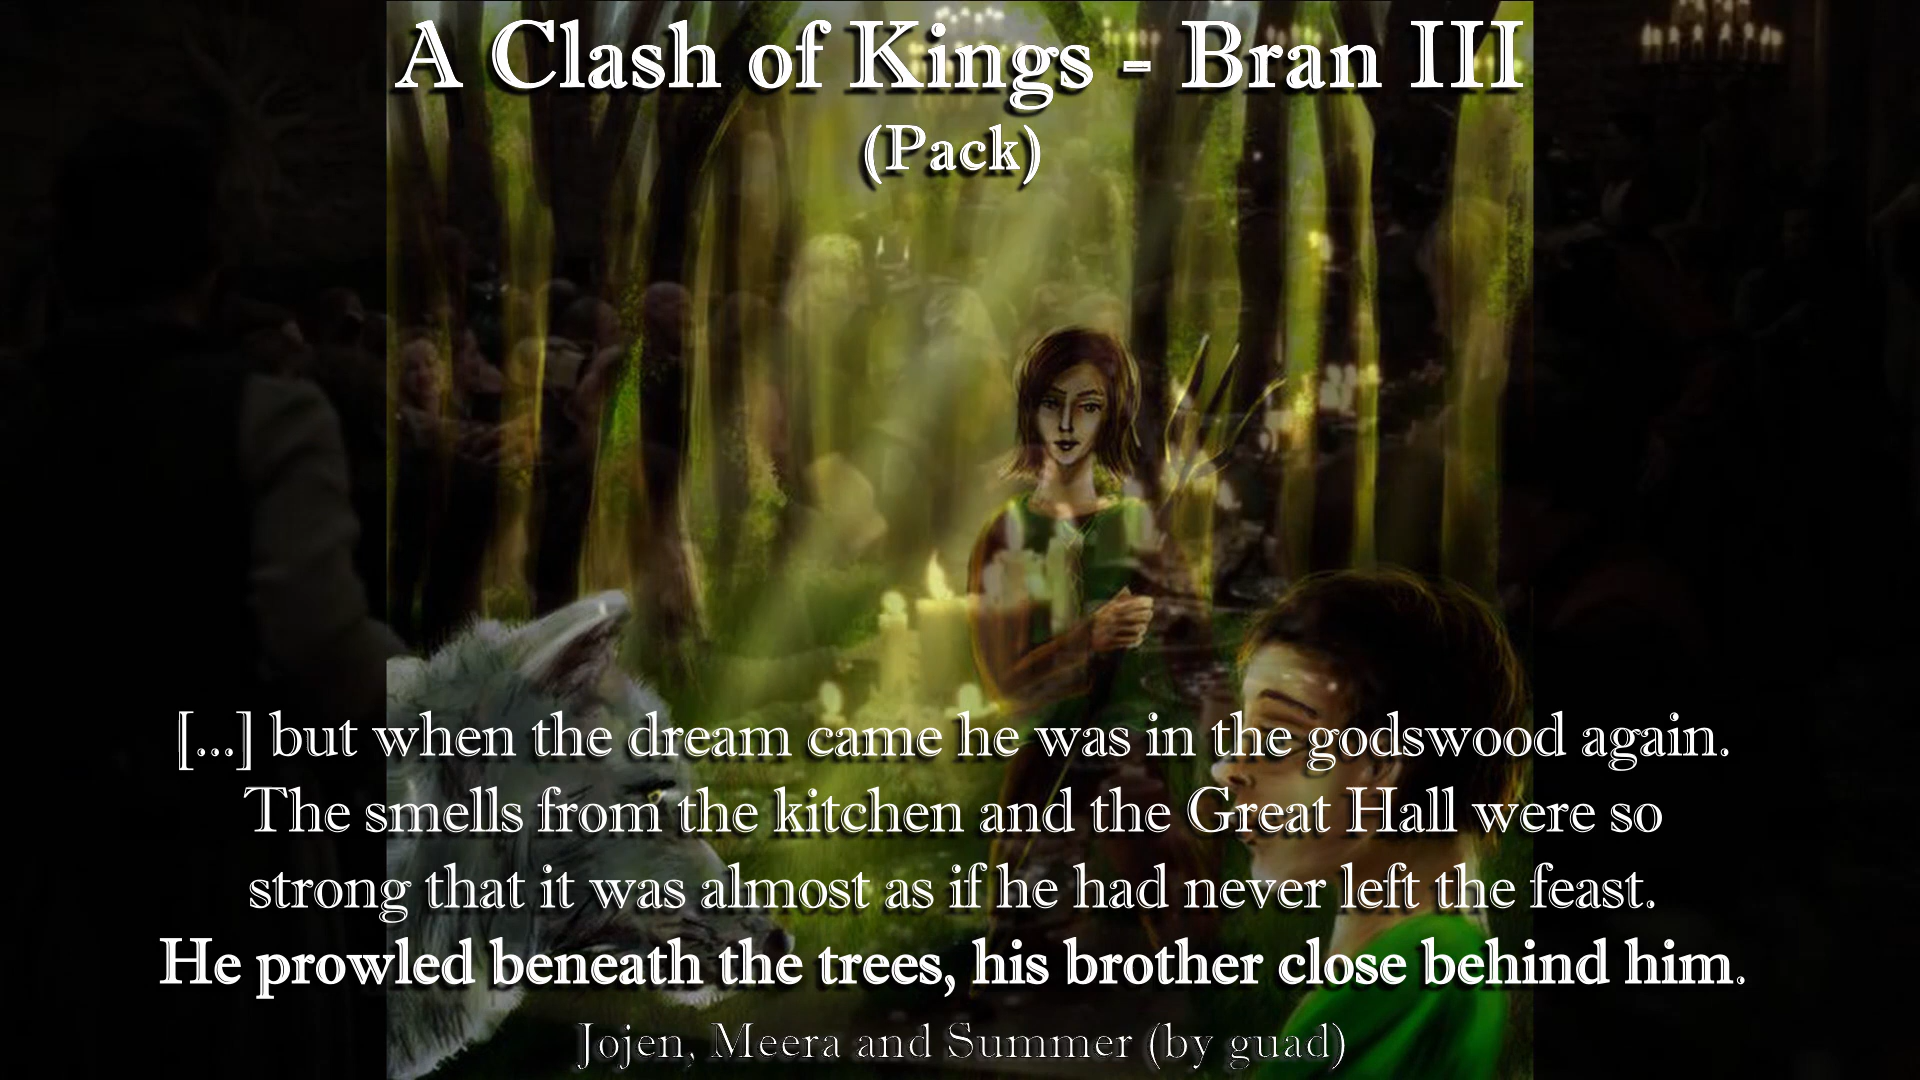 A Clash of Kings - Bran III
(Pack)
[...] but when the dream came he was in the godswood again.
The smells from the kitchen and the Great Hall were so
strong that it was almost as if he had never left the feast.
He prowled beneath the trees, his brother close behind him.
Jojen, Meera and Summer (by guad)